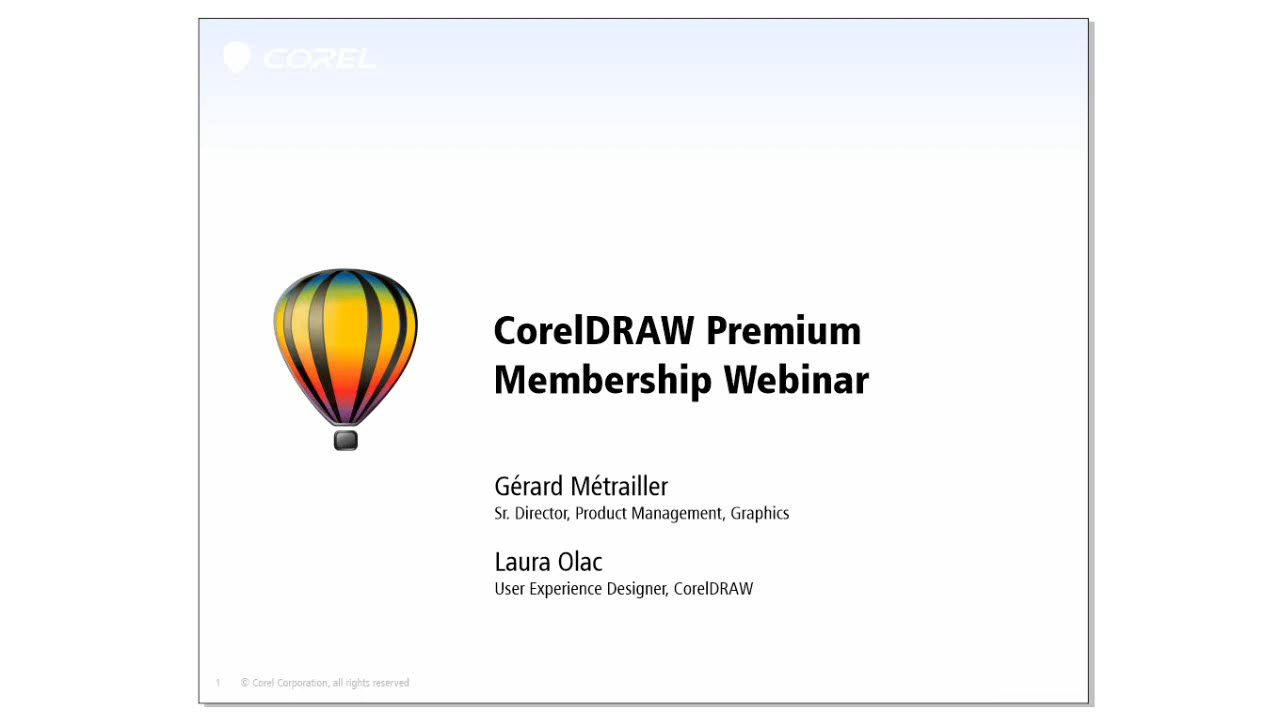 COREL
CorelDRAW Premium
Membership Webinar
Gérard Métrailler
Sr. Director, Product Management, Graphics
Laura Olac
User Experience Designer, CorelDRAW
1 © Corel Corporation, all rights reserved